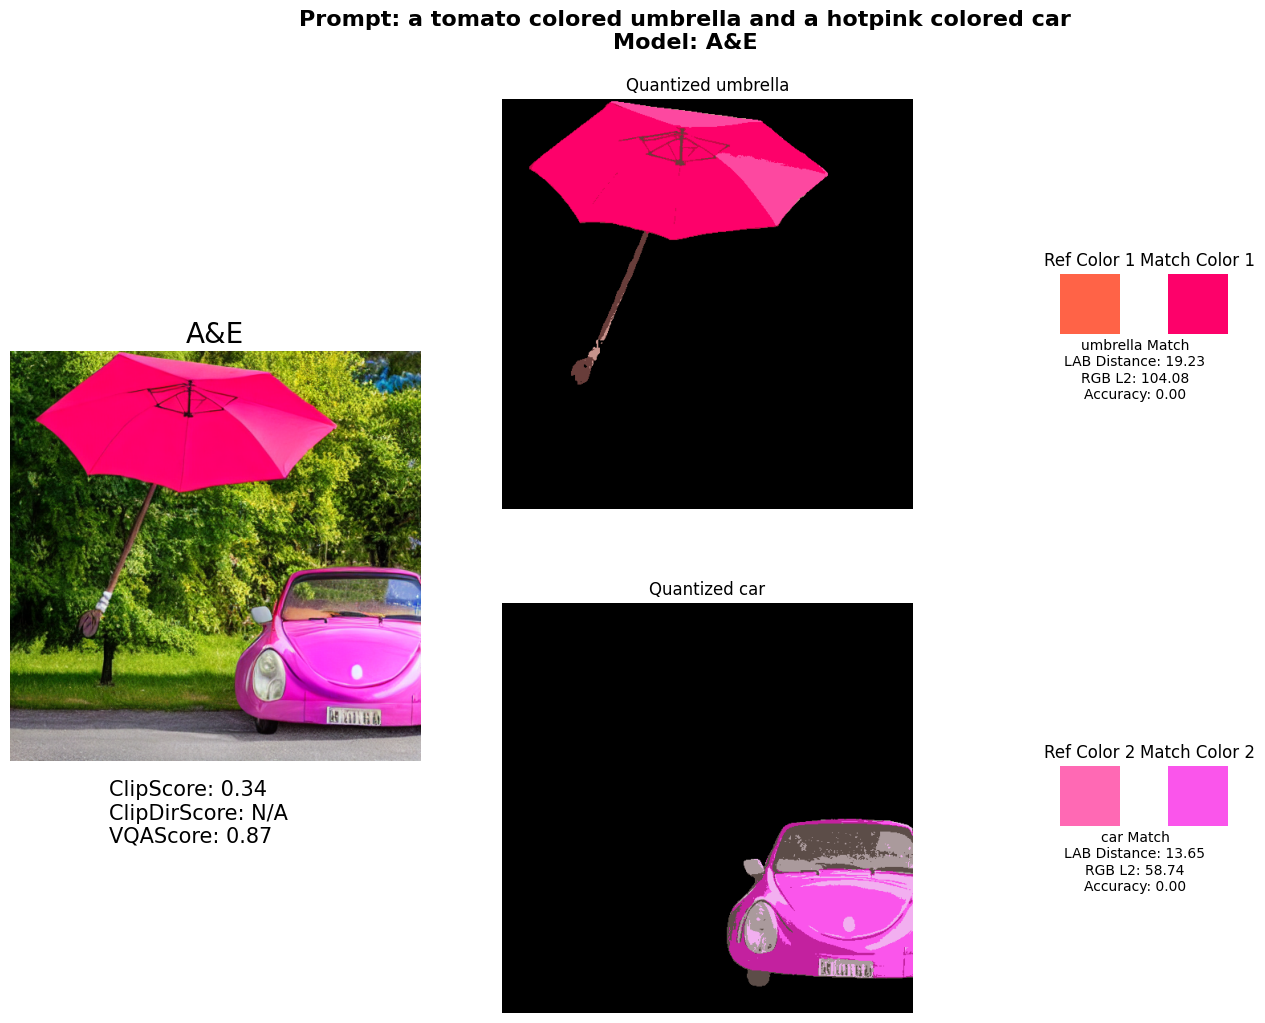 Prompt: a tomato colored umbrella and a hotpink colored car
Model: A&E
Quantized umbrella
Ref Color 1 Match Color 1
umbrella Match
LAB Distance: 19.23
RGB L2: 104.08
Accuracy: 0.00
A&E
ClipScore: 0.34
ClipDirScore: N/A
VQAScore: 0.87
Quantized car
Ref Color 2 Match Color 2
car Match
LAB Distance: 13.65
RGB L2: 58.74
Accuracy: 0.00